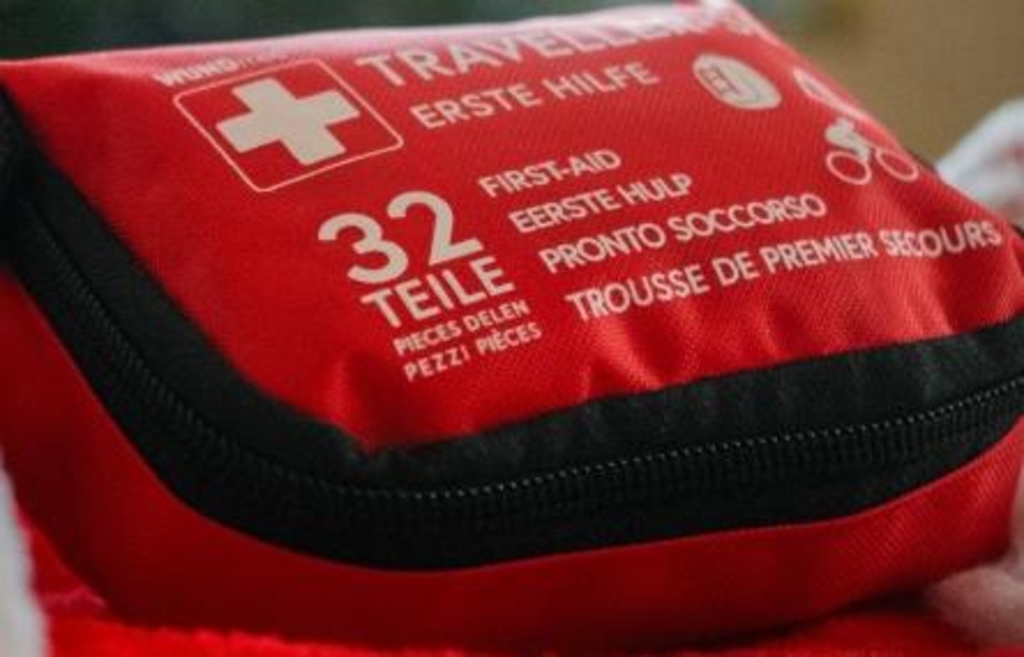 TRAVELLER
ERSTE HILFE
32
TEILE
PIECES DELEN
PEZZI PIÈCES
FIRST-AID
EERSTE HULP
PRONTO SOCCORSO
TROUSSE DE PREMIER SECOURS